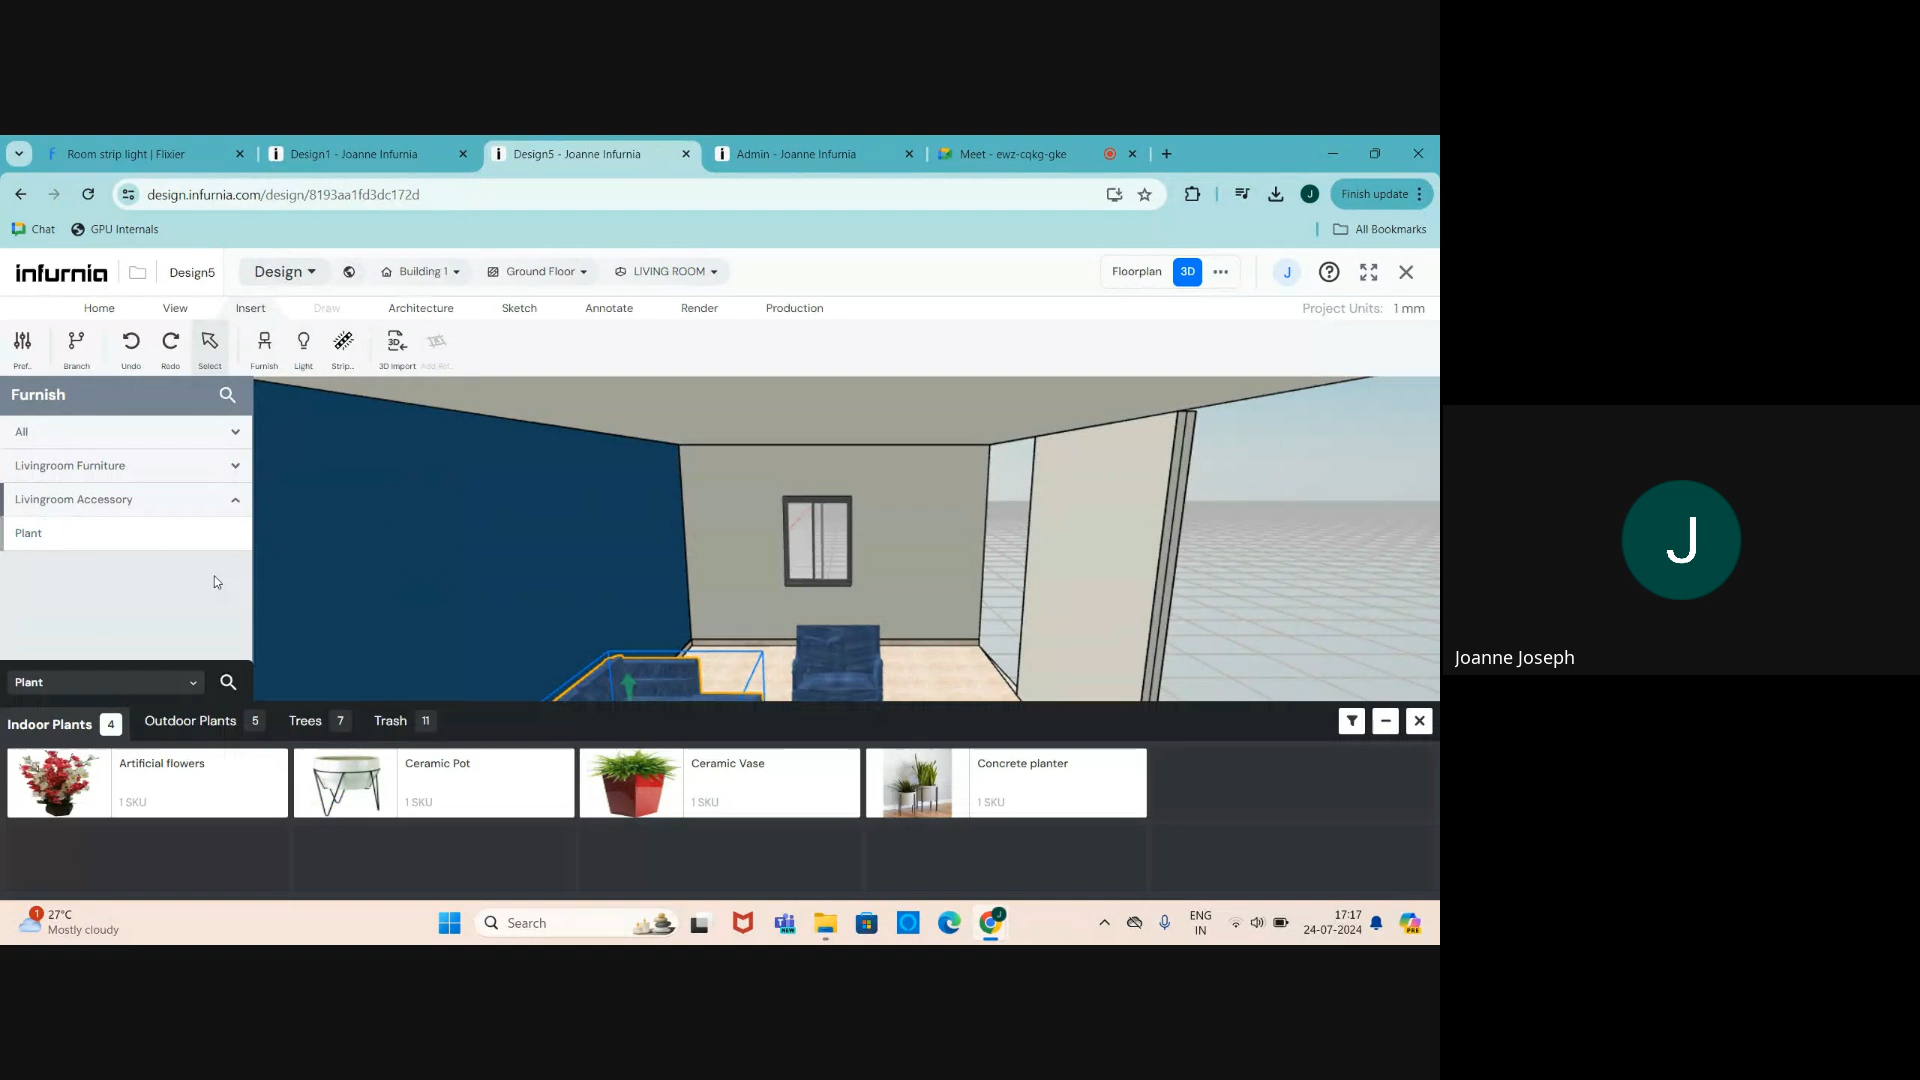 Room strip light | Flixier
Design1 - Joanne Infurnia
Design5 - Joanne Infurnia
Admin - Joanne Infurnia
Meet - ewz-cqkg-gke
design.infurnia.com/design/8193aa1fd3dc172d
J
Finish update
Chat
GPU Internals
All Bookmarks
infurnia
Design5
Design
Building 1
Ground Floor
LIVING ROOM
Floorplan
3D
J
Home
View
Insert
Draw
Architecture
Sketch
Annotate
Render
Production
Project Units: 1 mm
Pref..
Branch
Undo
Redo
Select
Furnish
Light
Strip..
3D Import
Add Ref..
Furnish
All
Livingroom Furniture
Livingroom Accessory
Plant
Plant
Indoor Plants 4
Outdoor Plants 5
Trees 7
Trash 11
Artificial flowers
1 SKU
Ceramic Pot
1 SKU
Ceramic Vase
1 SKU
Concrete planter
1 SKU
1
27°C
Mostly cloudy
Search
ENG
IN
17:17
24-07-2024
PRE
J
Joanne Joseph